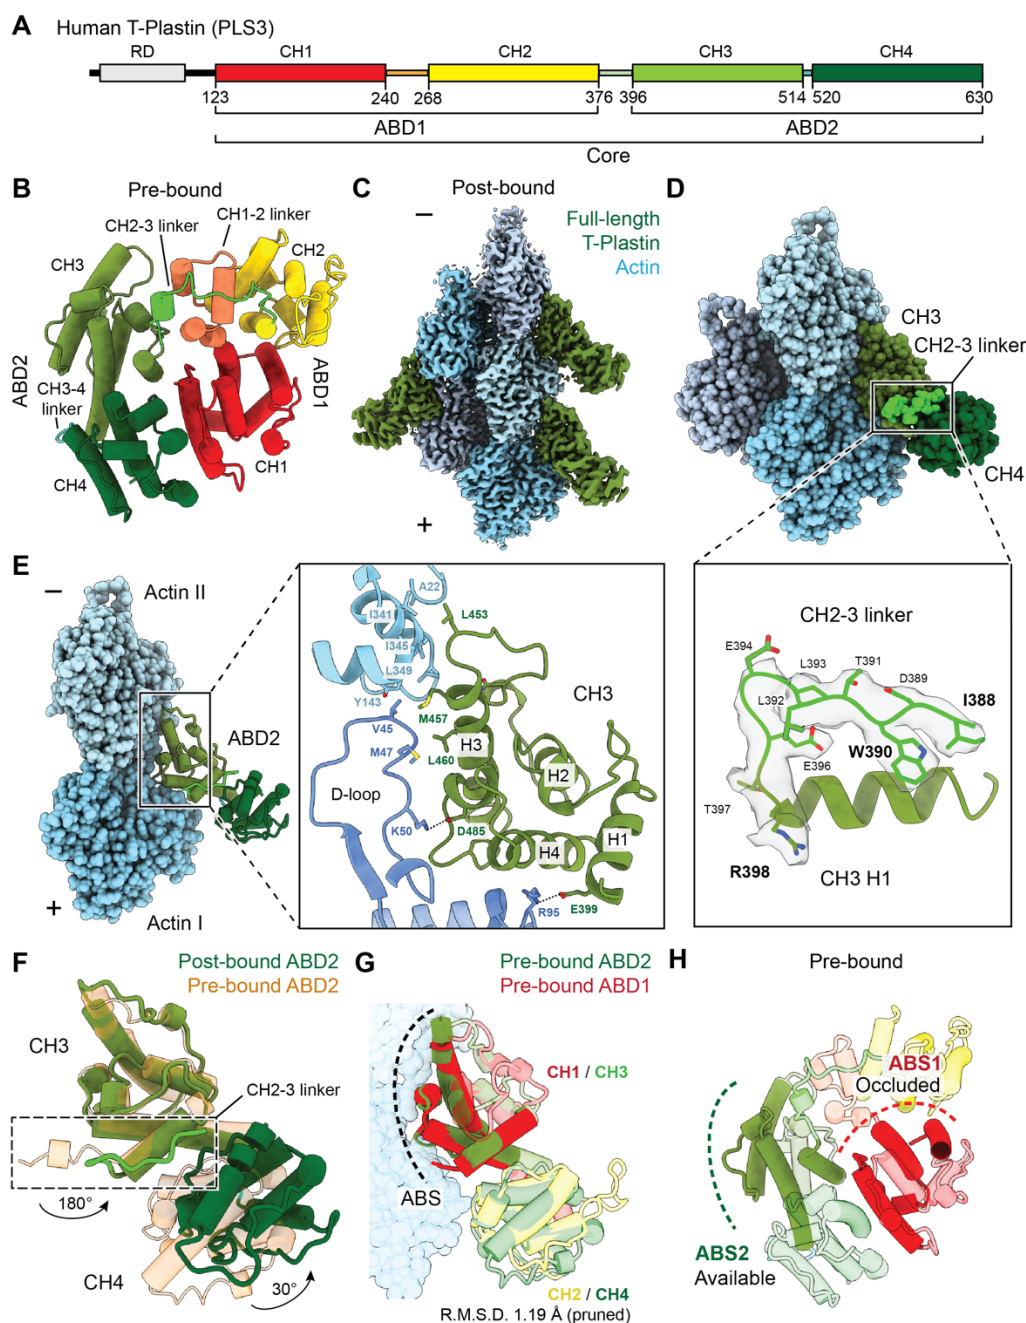 A Human T-Plastin (PLS3)
RD CH1 CH2 CH3 CH4
123 240 268 376 396 514 520 630
ABD1 ABD2
Core
B Pre-bound
CH2-3 linker
CH1-2 linker
CH3
CH2
ABD2
ABD1
CH3-4
linker
CH4
CH1
C Post-bound
−
Full-length
T-Plastin
Actin
+
D
CH3
CH2-3 linker
CH4
CH2-3 linker
E394
L393
T391
D389
I388
L392
W390
E396
T397
R398
CH3 H1
E
−
Actin II
ABD2
+
Actin I
A22
I341
L453
I345
L349
CH3
Y143
M457
V45
H3
M47
L460
H2
D-loop
K50
D485
H1
H4
R95
E399
F Post-bound ABD2
Pre-bound ABD2
CH3
CH2-3 linker
180°
CH4
30°
G Pre-bound ABD2
Pre-bound ABD1
CH1 / CH3
ABS
CH2 / CH4
R.M.S.D. 1.19 Å (pruned)
H Pre-bound
ABS1
Occluded
ABS2
Available